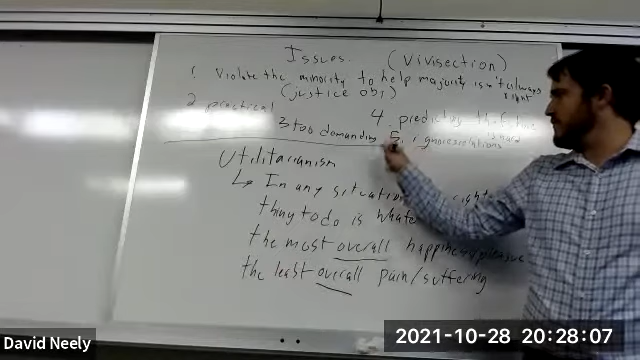 Issues. (Vivisection)
1. Violate the minority to help majority isn't always right
(justice obj)
2 practical
4. predicting the future is hard
3 too demanding 5. ignores relations
Utilitarianism
↳ In any situation right
thing to do is
the most overall happiness/pleasure
the least overall pain/suffering
David Neely
2021-10-28 20:28:07